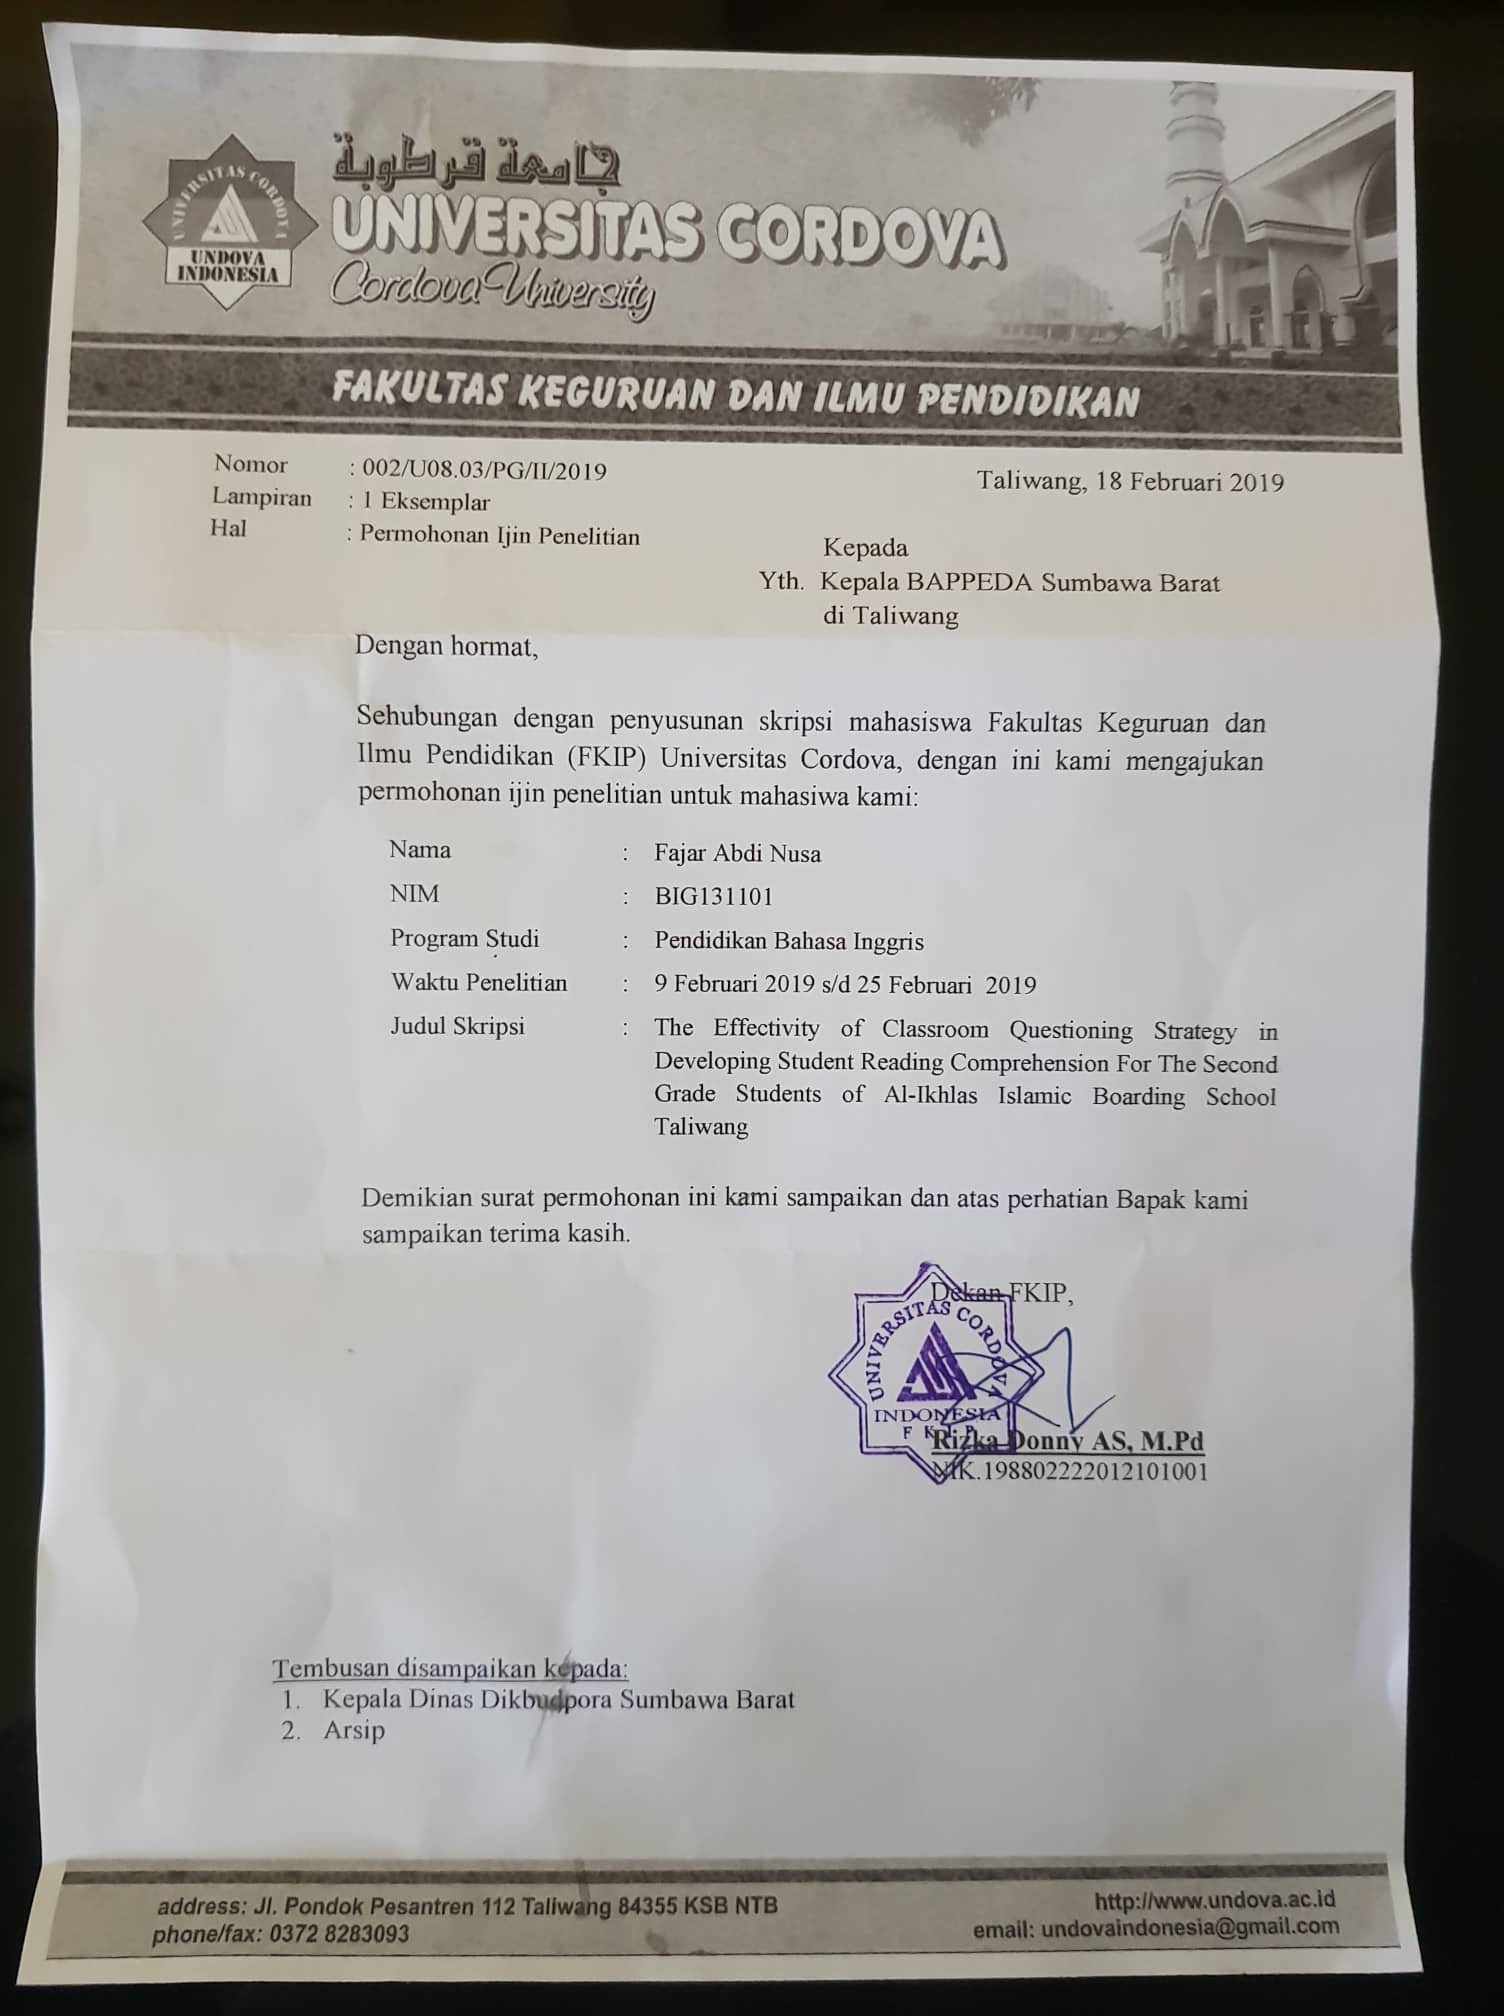 UNIVERSITAS CORDOVA
UNDOVA
INDONESIA
جامعة قرطوبة
UNIVERSITAS CORDOVA
Cordova University
FAKULTAS KEGURUAN DAN ILMU PENDIDIKAN
Nomor : 002/U08.03/PG/II/2019
Taliwang, 18 Februari 2019
Lampiran : 1 Eksemplar
Hal : Permohonan Ijin Penelitian
Kepada
Yth. Kepala BAPPEDA Sumbawa Barat
di Taliwang
Dengan hormat,
Sehubungan dengan penyusunan skripsi mahasiswa Fakultas Keguruan dan
Ilmu Pendidikan (FKIP) Universitas Cordova, dengan ini kami mengajukan
permohonan ijin penelitian untuk mahasiwa kami:
Nama : Fajar Abdi Nusa
NIM : BIG131101
Program Studi : Pendidikan Bahasa Inggris
Waktu Penelitian : 9 Februari 2019 s/d 25 Februari 2019
Judul Skripsi : The Effectivity of Classroom Questioning Strategy in
Developing Student Reading Comprehension For The Second
Grade Students of Al-Ikhlas Islamic Boarding School
Taliwang
Demikian surat permohonan ini kami sampaikan dan atas perhatian Bapak kami
sampaikan terima kasih.
Dekan FKIP,
UNIVERSITAS CORDOVA
INDONESIA
F K I P
Rizka Donny AS, M.Pd
NIK.198802222012101001
Tembusan disampaikan kepada:
1. Kepala Dinas Dikbudpora Sumbawa Barat
2. Arsip
address: Jl. Pondok Pesantren 112 Taliwang 84355 KSB NTB
phone/fax: 0372 8283093
http://www.undova.ac.id
email: undovaindonesia@gmail.com